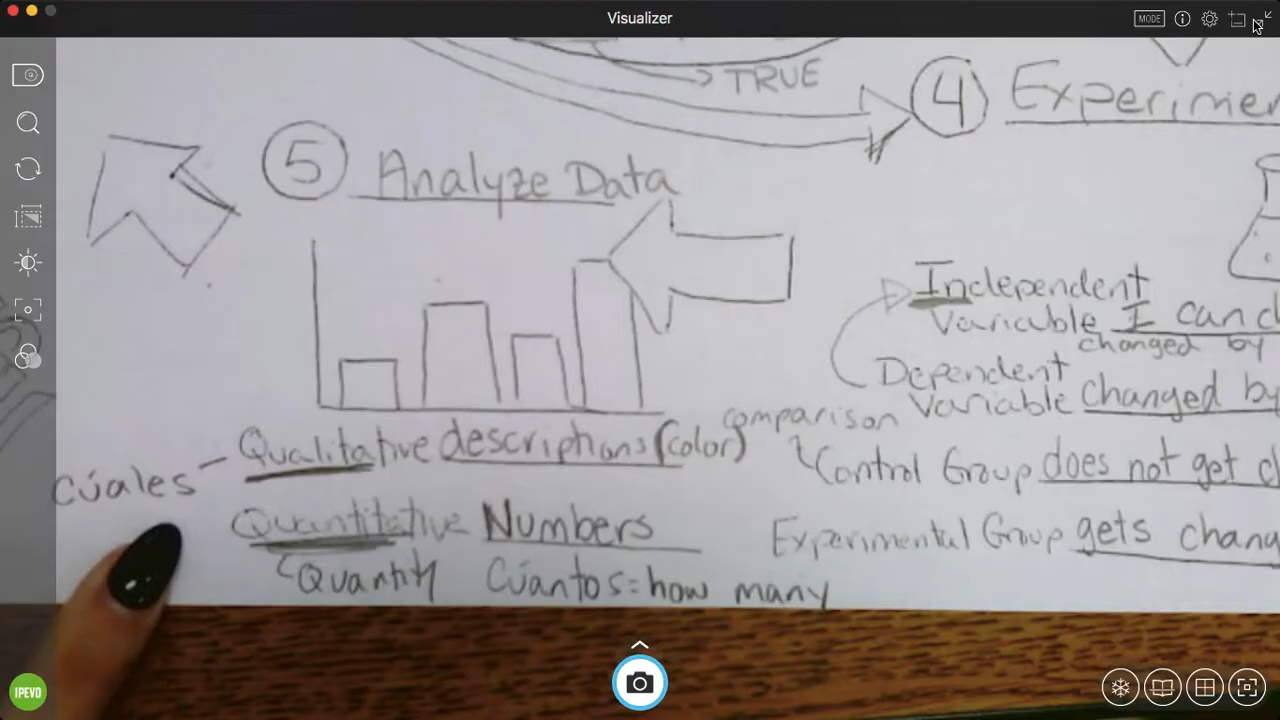 Visualizer
MODE
TRUE
④ Experimen
⑤ Analyze Data
Independent
Variable I can c
changed by
Dependent
Variable changed by
comparison
Control Group does not get c
Experimental Group gets chang
Qualitative descriptions (color)
Cúales
Quantitative Numbers
Quantity Cúantos = how many
IPEVO